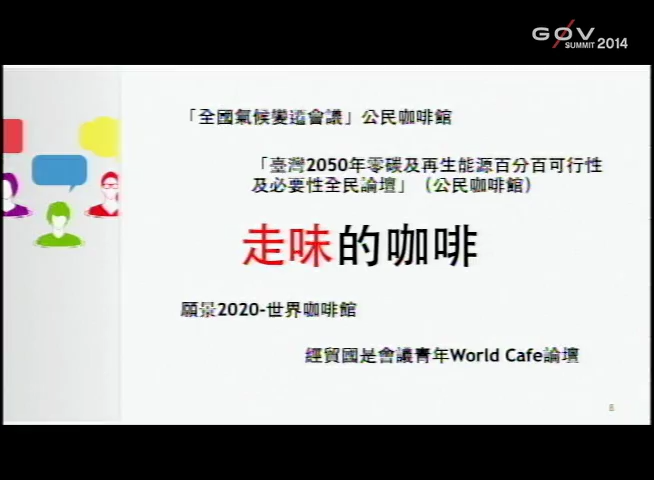 GØV
SUMMIT 2014
「全國氣候變遷會議」公民咖啡館
「臺灣2050年零碳及再生能源百分百可行性
及必要性全民論壇」（公民咖啡館）
走味的咖啡
願景2020-世界咖啡館
經貿國是會議青年World Cafe論壇
8